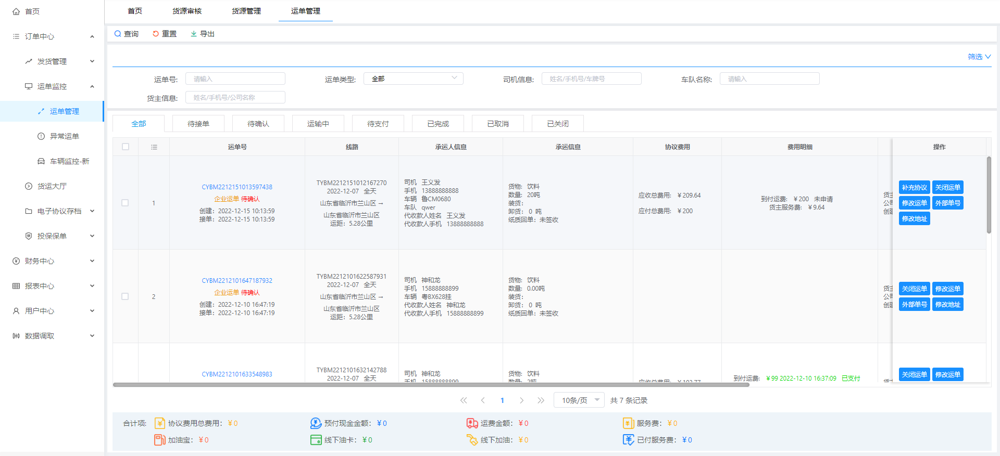 首页
订单中心
发货管理
运单监控
运单管理
异常运单
车辆监控-新
货运大厅
电子协议存档
投保保单
财务中心
报表中心
用户中心
数据调取
首页 货源审核 货源管理 运单管理
查询 重置 导出
筛选
运单号: 请输入 运单类型: 全部 司机信息: 姓名/手机号/车牌号 车队名称: 请输入
货主信息: 姓名/手机号/公司名称
全部 待接单 待确认 运输中 待支付 已完成 已取消 已关闭
运单号 线路 承运人信息 承运信息 协议费用 费用明细 操作
1
CYBM2212151013597438
企业运单 待确认
创建：2022-12-15 10:13:59
接单：2022-12-15 10:13:59
TYBM2212151012167270
2022-12-07 全天
山东省临沂市兰山区 →
山东省临沂市兰山区
运距：5.28公里
司机 王义发
手机 13888888888
车辆 鲁CM0680
车队 qwer
代收款人姓名 王义发
代收款人手机 13888888888
货物: 饮料
数量: 20吨
装货:
卸货: 0 吨
纸质回单：未签收
应收总费用: ￥209.64
应付总费用: ￥200
到付运费: ￥200 未申请
货主服务费: ￥9.64
货主
公司
创建
补充协议 关闭运单
修改运单 外部单号
修改地址
2
CYBM2212101647187932
企业运单 待确认
创建：2022-12-10 16:47:19
接单：2022-12-10 16:47:19
TYBM2212101622587931
2022-12-07 全天
山东省临沂市兰山区 →
山东省临沂市兰山区
运距：5.28公里
司机 神和龙
手机 15888888899
车辆 粤BX628挂
代收款人姓名 神和龙
代收款人手机 15888888899
货物: 饮料
数量: 0.00吨
装货:
卸货: 0 吨
纸质回单：未签收
货主
公司
创建
关闭运单 修改运单
外部单号 修改地址
CYBM2212101633548983
TYBM2212101632142788
2022-12-07 全天
司机 神和龙
手机 15888888899
货物: 饮料
数量: 2吨
应收总费用: ￥102.77
到付运费: ￥99 2022-12-10 16:37:09 已支付
关闭运单 修改运单
1 10条/页 共 7 条记录
合计项: 协议费用总费用: ￥0 预付现金金额: ￥0 运费金额: ￥0 服务费: ￥0
加油宝: ￥0 线下油卡: ￥0 线下加油: ￥0 已付服务费: ￥0